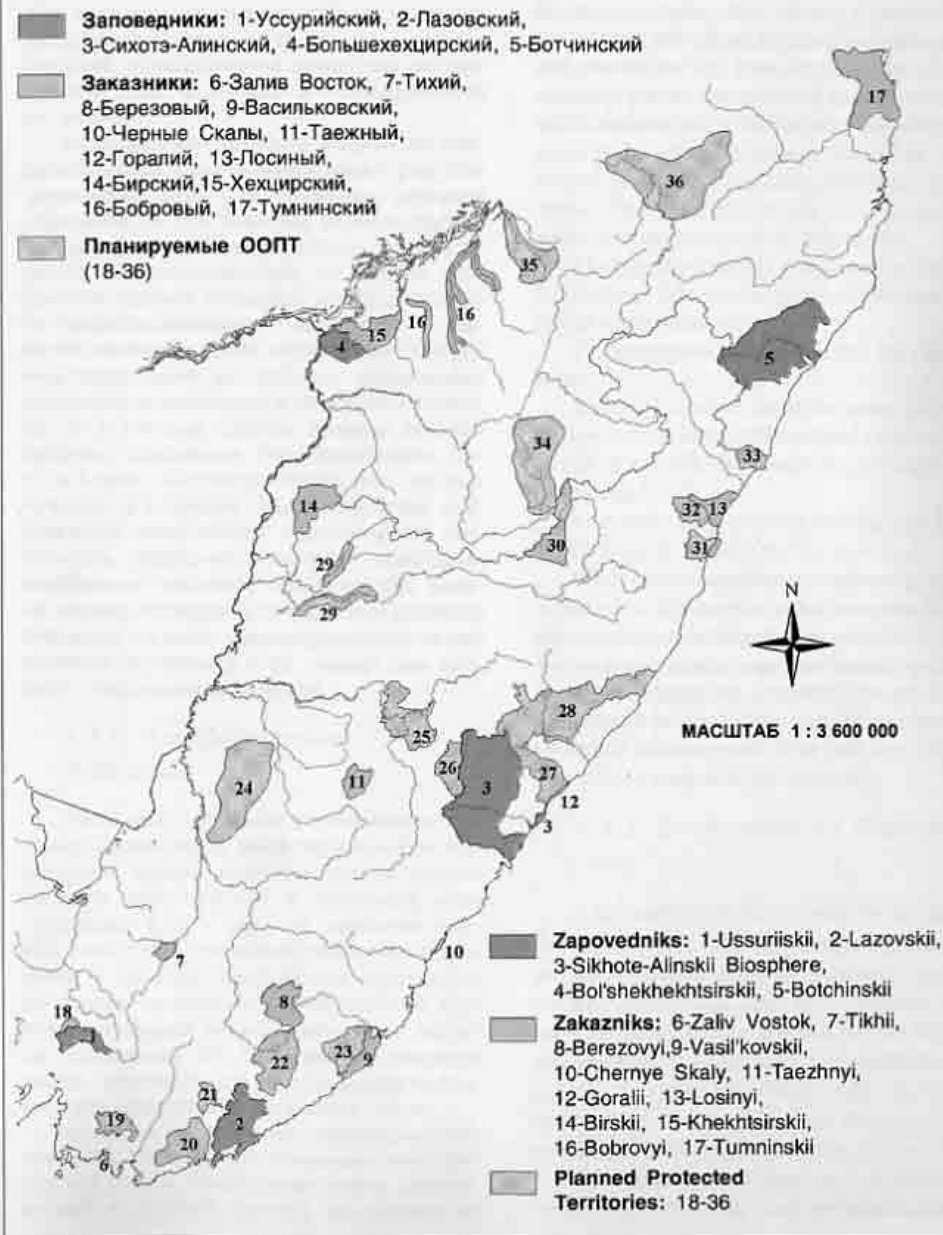 Заповедники: 1-Уссурийский, 2-Лазовский,
3-Сихотэ-Алинский, 4-Большехехцирский, 5-Ботчинский
Заказники: 6-Залив Восток, 7-Тихий,
8-Березовый, 9-Васильковский,
10-Черные Скалы, 11-Таежный,
12-Горалий, 13-Лосиный,
14-Бирский,15-Хехцирский,
16-Бобровый, 17-Тумнинский
Планируемые ООПТ
(18-36)
17
36
35
16
16
15
4
5
34
33
14
32 13
30
31
29
29
N
МАСШТАБ 1 : 3 600 000
28
25
26
27
24
11
3
12
3
10
7
18
1
8
22
23
9
21
2
19
20
6
Zapovedniks: 1-Ussuriiskii, 2-Lazovskii,
3-Sikhote-Alinskii Biosphere,
4-Bol'shekhekhtsirskii, 5-Botchinskii
Zakazniks: 6-Zaliv Vostok, 7-Tikhii,
8-Berezovyi,9-Vasil'kovskii,
10-Chernye Skaly, 11-Taezhnyi,
12-Goralii, 13-Losinyi,
14-Birskii, 15-Khekhtsirskii,
16-Bobrovyi, 17-Tumninskii
Planned Protected
Territories: 18-36